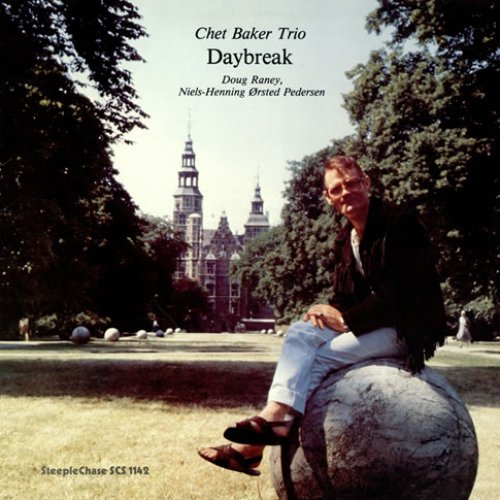 Chet Baker Trio
Daybreak
Doug Raney,
Niels-Henning Ørsted Pedersen
SteepleChase SCS 1142